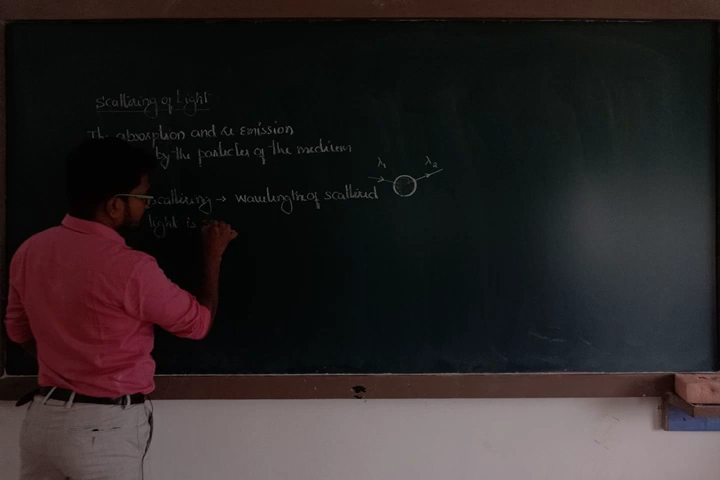 Scattering of Light
The absorption and re emission
by the particles of the medium
λ₁ λ₂
scattering → wavelength of scattered
light is